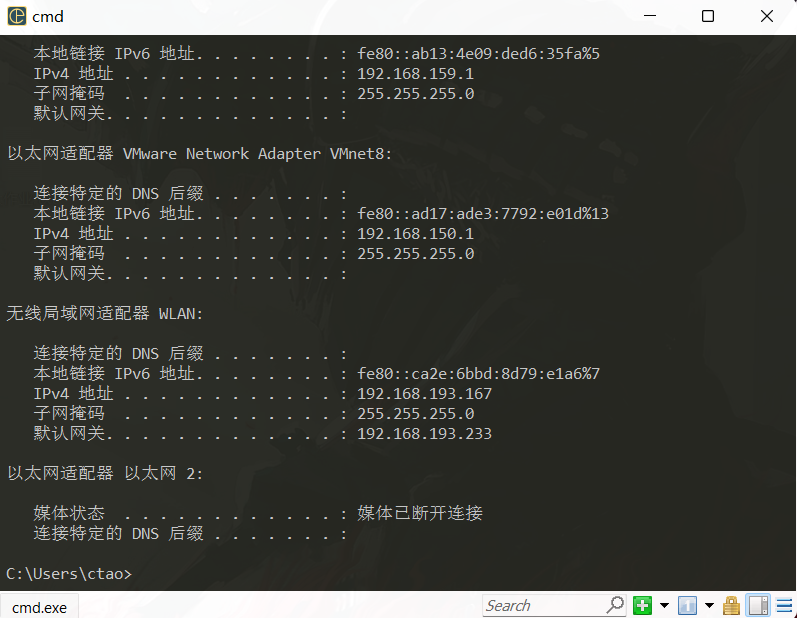 cmd
本地链接 IPv6 地址. . . . . . . . : fe80::ab13:4e09:ded6:35fa%5
IPv4 地址 . . . . . . . . . . . . : 192.168.159.1
子网掩码  . . . . . . . . . . . . : 255.255.255.0
默认网关. . . . . . . . . . . . . :
以太网适配器 VMware Network Adapter VMnet8:
连接特定的 DNS 后缀 . . . . . . . :
本地链接 IPv6 地址. . . . . . . . : fe80::ad17:ade3:7792:e01d%13
IPv4 地址 . . . . . . . . . . . . : 192.168.150.1
子网掩码  . . . . . . . . . . . . : 255.255.255.0
默认网关. . . . . . . . . . . . . :
无线局域网适配器 WLAN:
连接特定的 DNS 后缀 . . . . . . . :
本地链接 IPv6 地址. . . . . . . . : fe80::ca2e:6bbd:8d79:e1a6%7
IPv4 地址 . . . . . . . . . . . . : 192.168.193.167
子网掩码  . . . . . . . . . . . . : 255.255.255.0
默认网关. . . . . . . . . . . . . : 192.168.193.233
以太网适配器 以太网 2:
媒体状态  . . . . . . . . . . . . : 媒体已断开连接
连接特定的 DNS 后缀 . . . . . . . :
C:\Users\ctao>
cmd.exe
Search